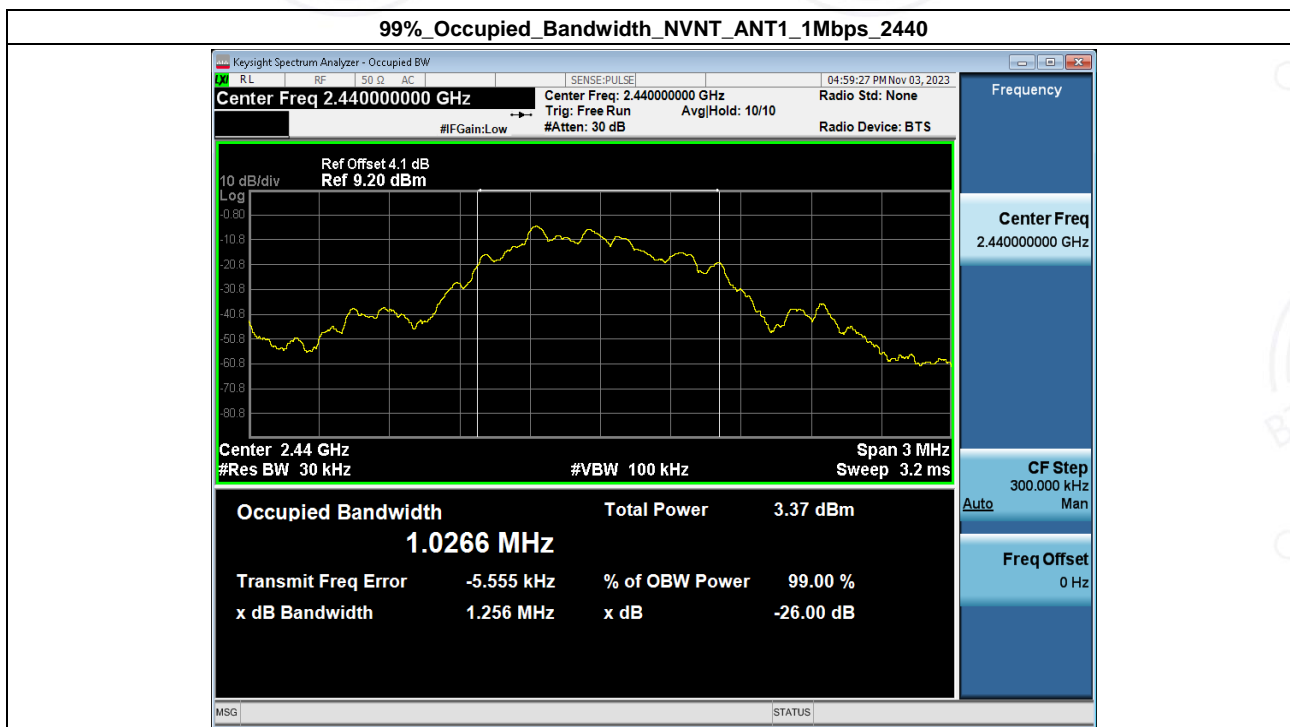 99%_Occupied_Bandwidth_NVNT_ANT1_1Mbps_2440
Keysight Spectrum Analyzer - Occupied BW
LXI RL RF 50 Ω AC SENSE:PULSE 04:59:27 PM Nov 03, 2023
Center Freq 2.440000000 GHz
Center Freq: 2.440000000 GHz Radio Std: None
Trig: Free Run Avg|Hold: 10/10
#IFGain:Low #Atten: 30 dB Radio Device: BTS
Ref Offset 4.1 dB
10 dB/div Ref 9.20 dBm
Log
-0.80
-10.8
-20.8
-30.8
-40.8
-50.8
-60.8
-70.8
-80.8
Center 2.44 GHz Span 3 MHz
#Res BW 30 kHz #VBW 100 kHz Sweep 3.2 ms
Occupied Bandwidth Total Power 3.37 dBm
1.0266 MHz
Transmit Freq Error -5.555 kHz % of OBW Power 99.00 %
x dB Bandwidth 1.256 MHz x dB -26.00 dB
MSG STATUS
Frequency
Center Freq
2.440000000 GHz
CF Step
300.000 kHz
Auto Man
Freq Offset
0 Hz